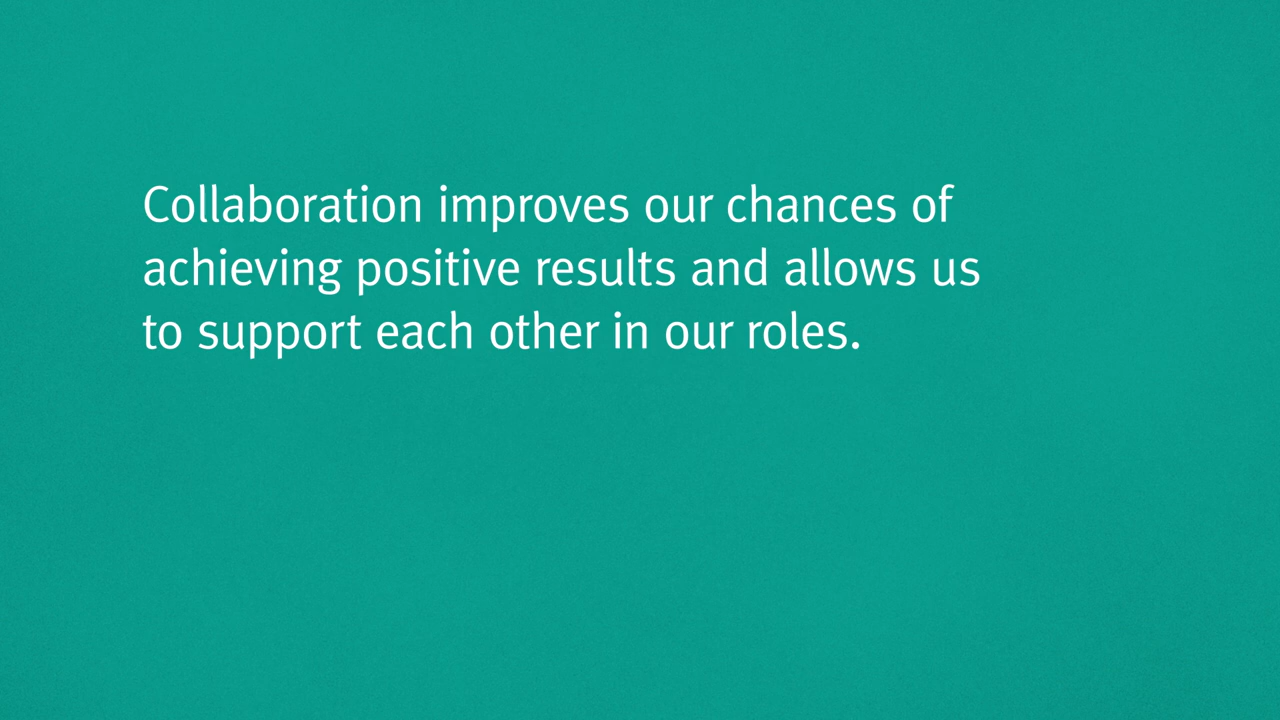 Collaboration improves our chances of
achieving positive results and allows us
to support each other in our roles.